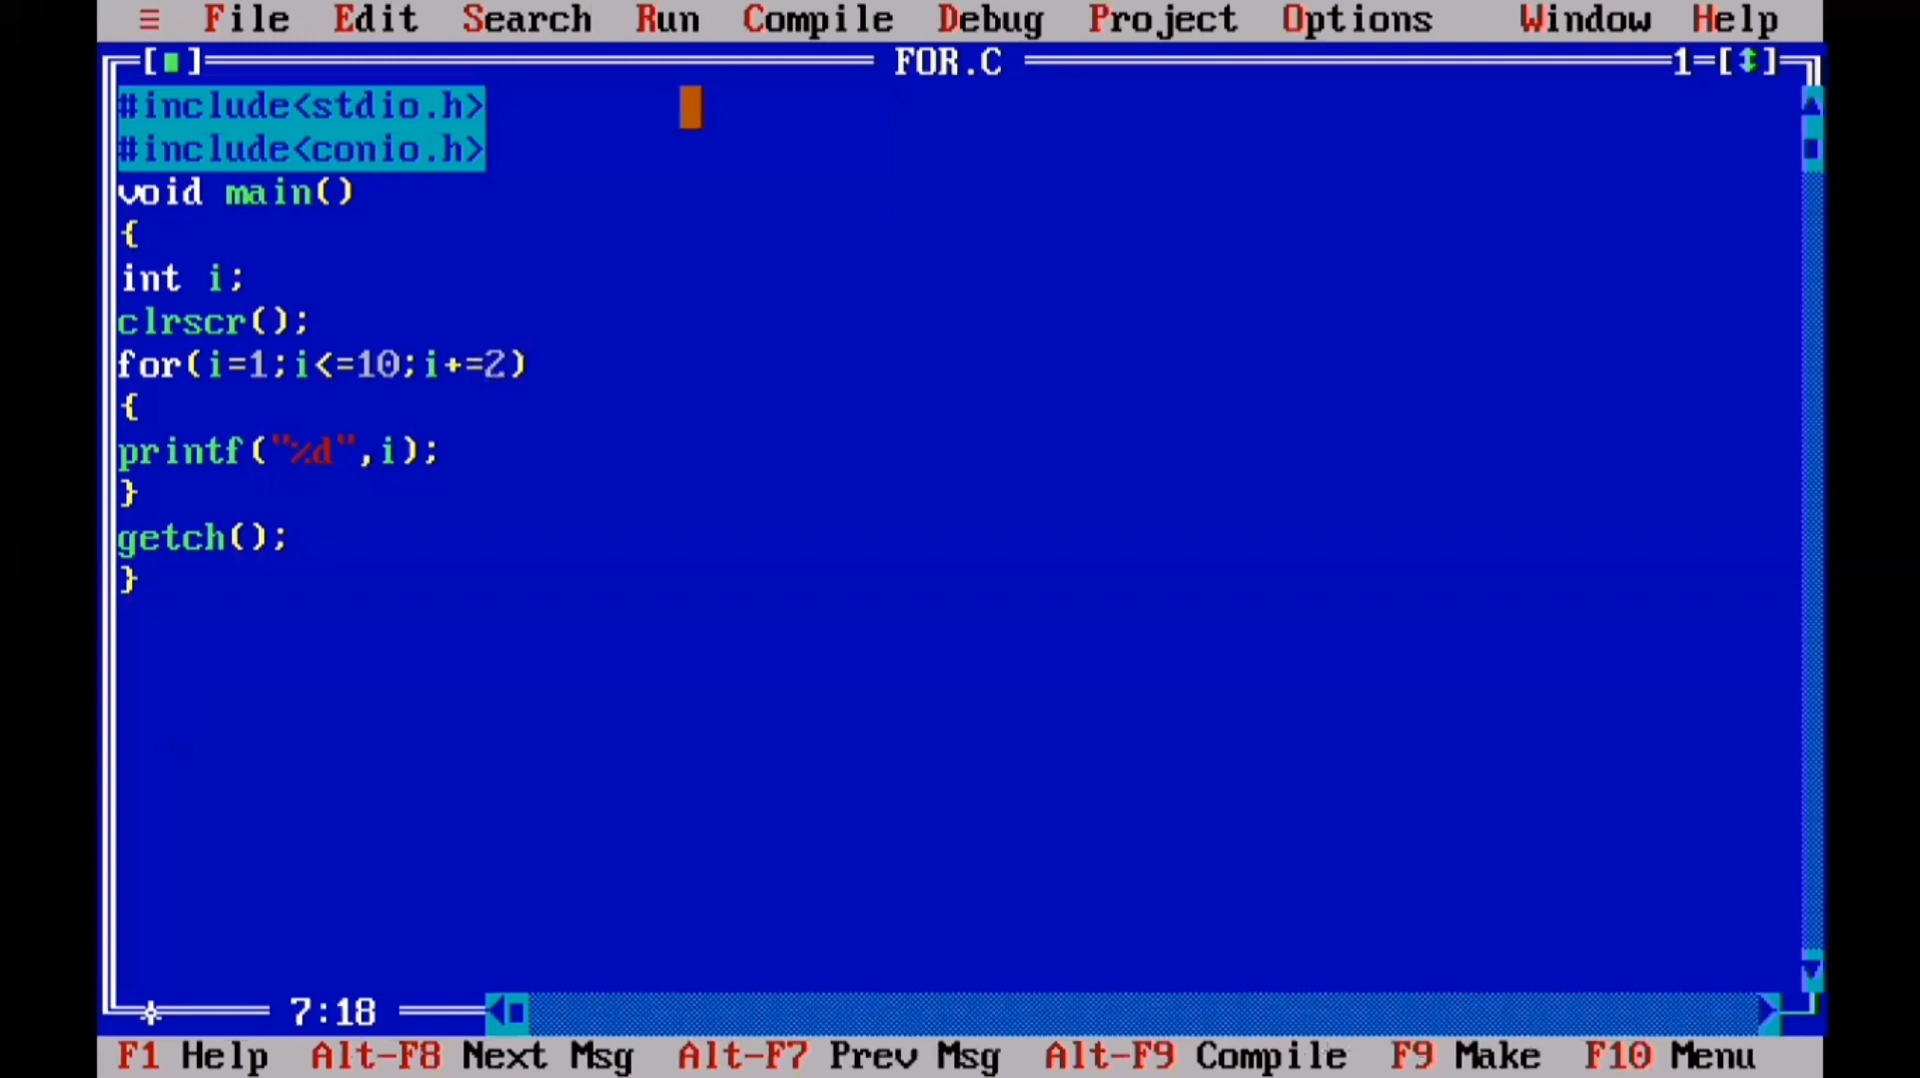 ≡ File Edit Search Run Compile Debug Project Options Window Help
[■] FOR.C 1=[↕]
#include<stdio.h>
#include<conio.h>
void main()
{
int i;
clrscr();
for(i=1;i<=10;i+=2)
{
printf("%d",i);
}
getch();
}
7:18
F1 Help Alt-F8 Next Msg Alt-F7 Prev Msg Alt-F9 Compile F9 Make F10 Menu